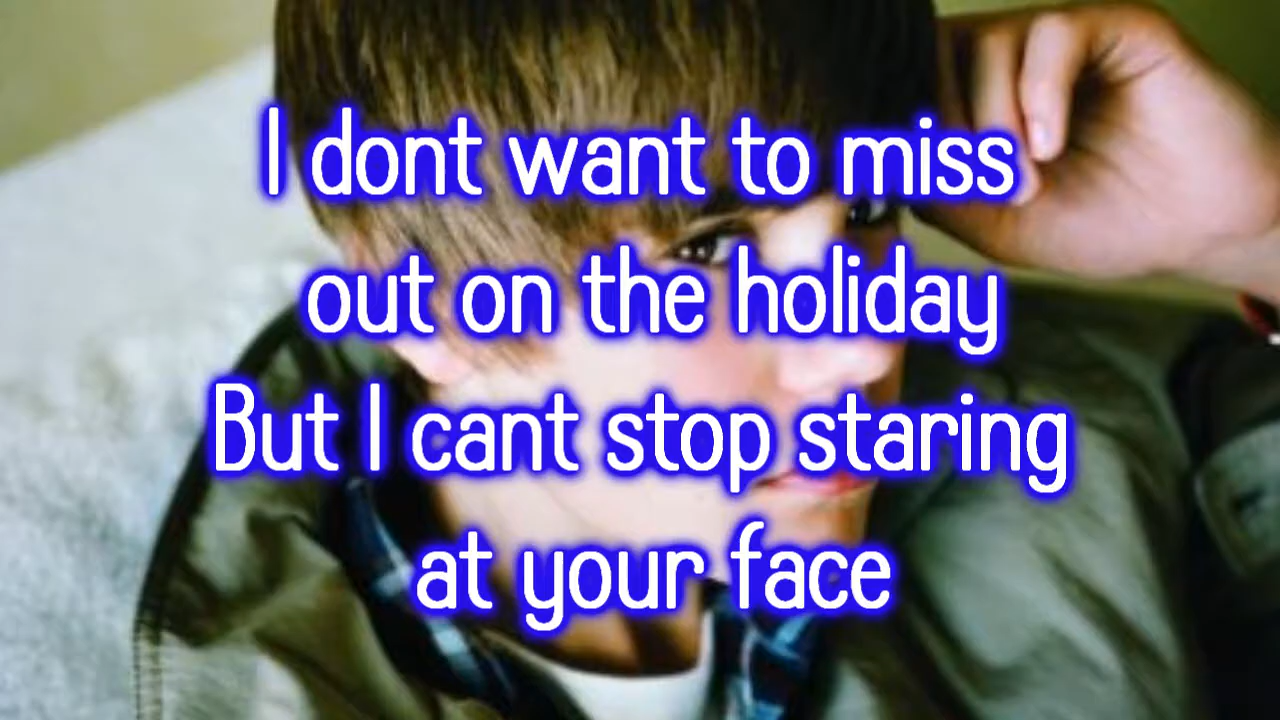 I dont want to miss
out on the holiday
But I cant stop staring
at your face